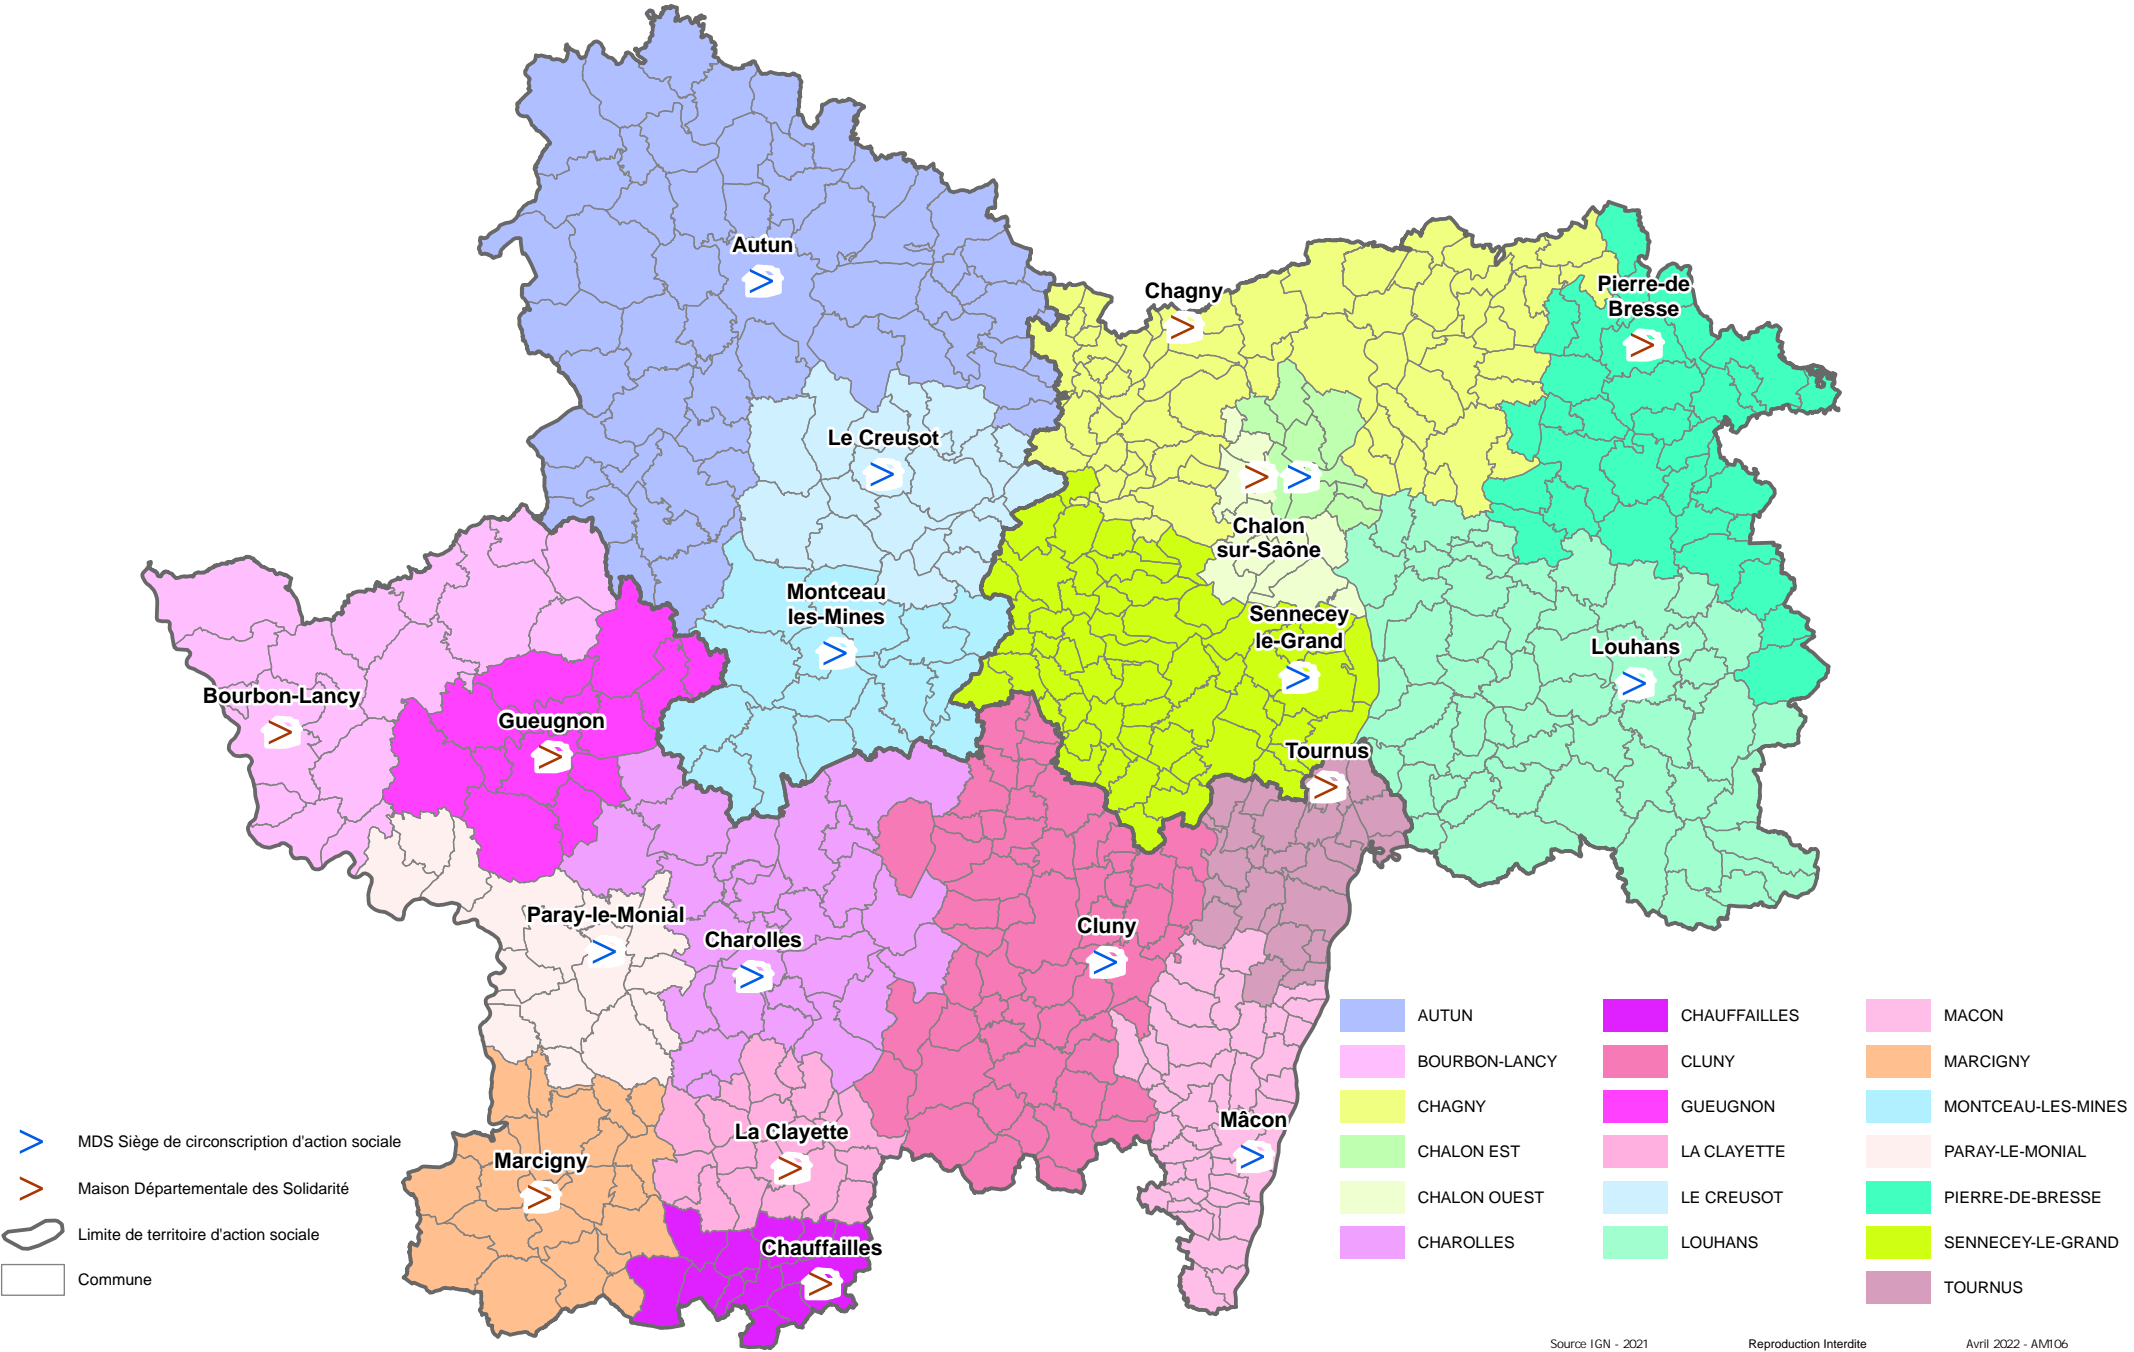 Autun
Chagny
Pierre-de
Bresse
Le Creusot
Chalon
sur-Saône
Montceau
les-Mines
Sennecey
le-Grand
Louhans
Bourbon-Lancy
Gueugnon
Tournus
Paray-le-Monial
Charolles
Cluny
Mâcon
La Clayette
Marcigny
Chauffailles
MDS Siège de circonscription d'action sociale
Maison Départementale des Solidarité
Limite de territoire d'action sociale
Commune
AUTUN
BOURBON-LANCY
CHAGNY
CHALON EST
CHALON OUEST
CHAROLLES
CHAUFFAILLES
CLUNY
GUEUGNON
LA CLAYETTE
LE CREUSOT
LOUHANS
MACON
MARCIGNY
MONTCEAU-LES-MINES
PARAY-LE-MONIAL
PIERRE-DE-BRESSE
SENNECEY-LE-GRAND
TOURNUS
Source IGN - 2021 Reproduction Interdite Avril 2022 - AM106